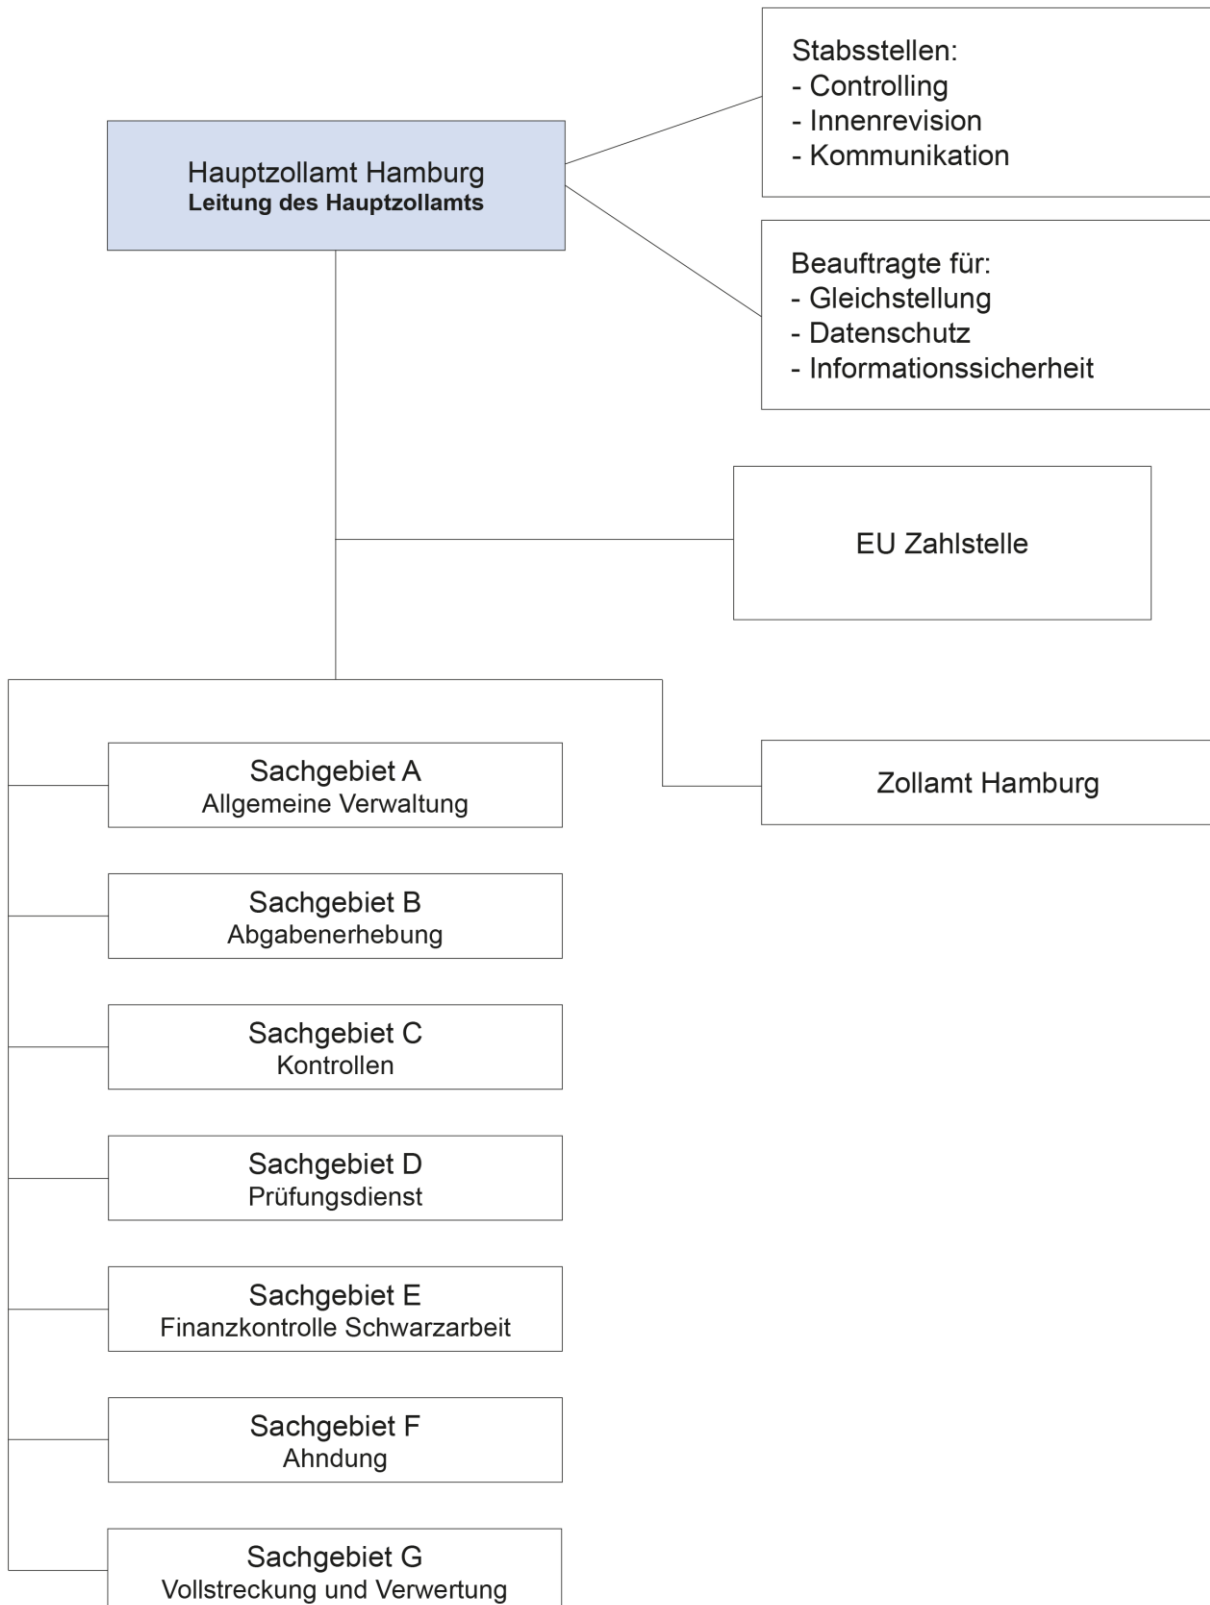 Stabsstellen:
- Controlling
- Innenrevision
- Kommunikation
Hauptzollamt Hamburg
Leitung des Hauptzollamts
Beauftragte für:
- Gleichstellung
- Datenschutz
- Informationssicherheit
EU Zahlstelle
Sachgebiet A
Allgemeine Verwaltung
Zollamt Hamburg
Sachgebiet B
Abgabenerhebung
Sachgebiet C
Kontrollen
Sachgebiet D
Prüfungsdienst
Sachgebiet E
Finanzkontrolle Schwarzarbeit
Sachgebiet F
Ahndung
Sachgebiet G
Vollstreckung und Verwertung